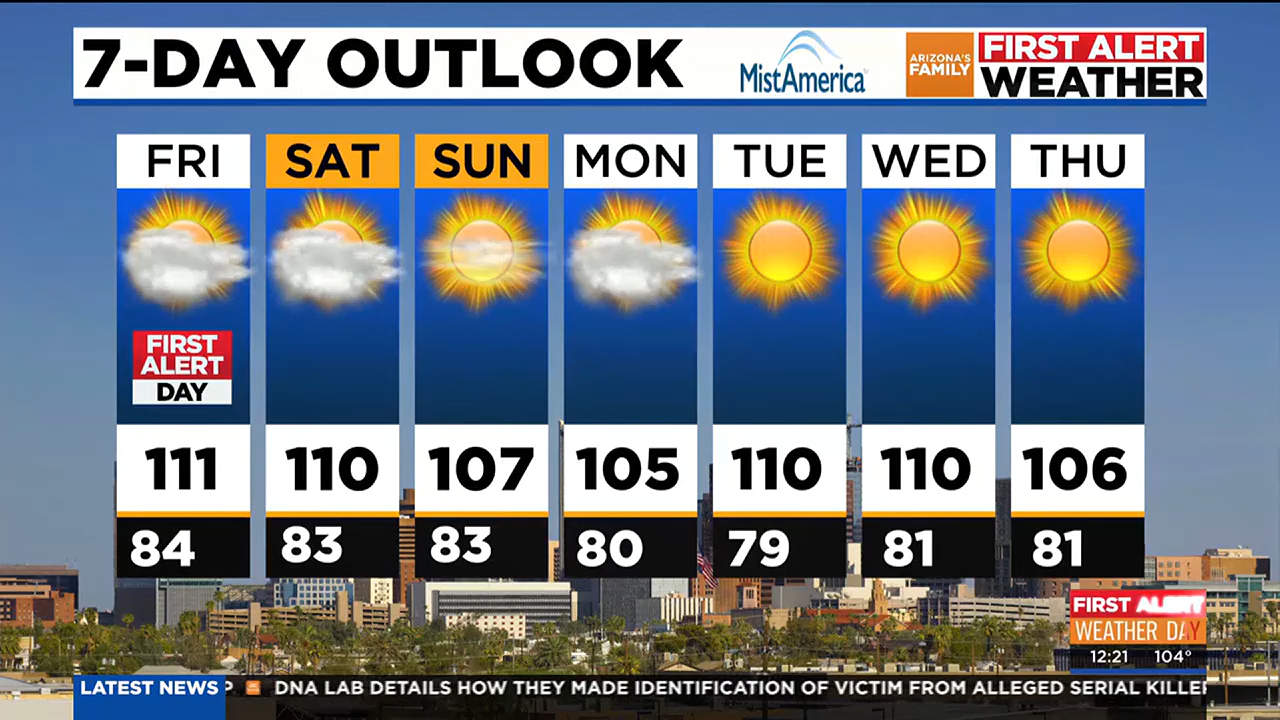 7-DAY OUTLOOK
MistAmerica
ARIZONA'S
FAMILY
FIRST ALERT
WEATHER
FRI SAT SUN MON TUE WED THU
FIRST
ALERT
DAY
111 110 107 105 110 110 106
84 83 83 80 79 81 81
FIRST ALERT
WEATHER DAY
12:21 104°
LATEST NEWS P DNA LAB DETAILS HOW THEY MADE IDENTIFICATION OF VICTIM FROM ALLEGED SERIAL KILLER